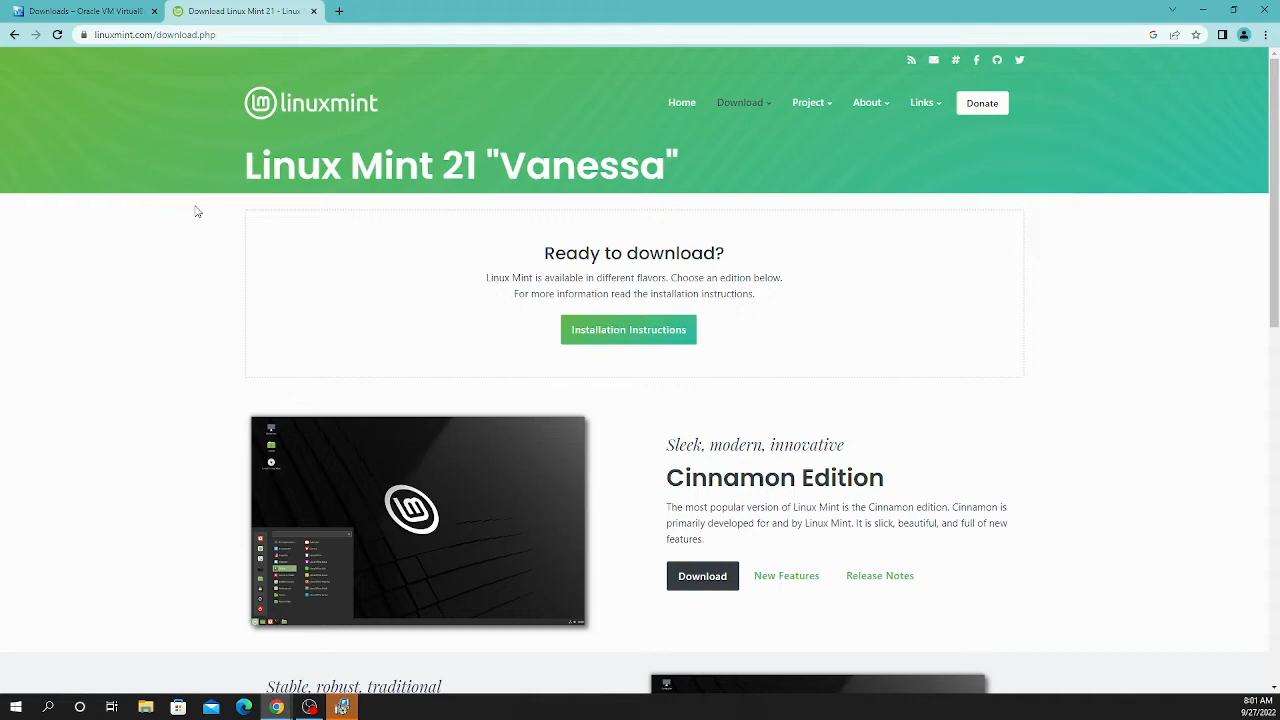 Downloads – Oracle VM VirtualB
Download Linux Mint 21 - Linux
linuxmint.com/download.php
linuxmint
Home
Download
Project
About
Links
Donate
Linux Mint 21 "Vanessa"
Ready to download?
Linux Mint is available in different flavors. Choose an edition below.
For more information read the installation instructions.
Installation Instructions
Sleek, modern, innovative
Cinnamon Edition
The most popular version of Linux Mint is the Cinnamon edition. Cinnamon is
primarily developed for and by Linux Mint. It is slick, beautiful, and full of new
features.
Download
New Features
Release Notes
Stable, robust, traditional
8:01 AM
9/27/2022